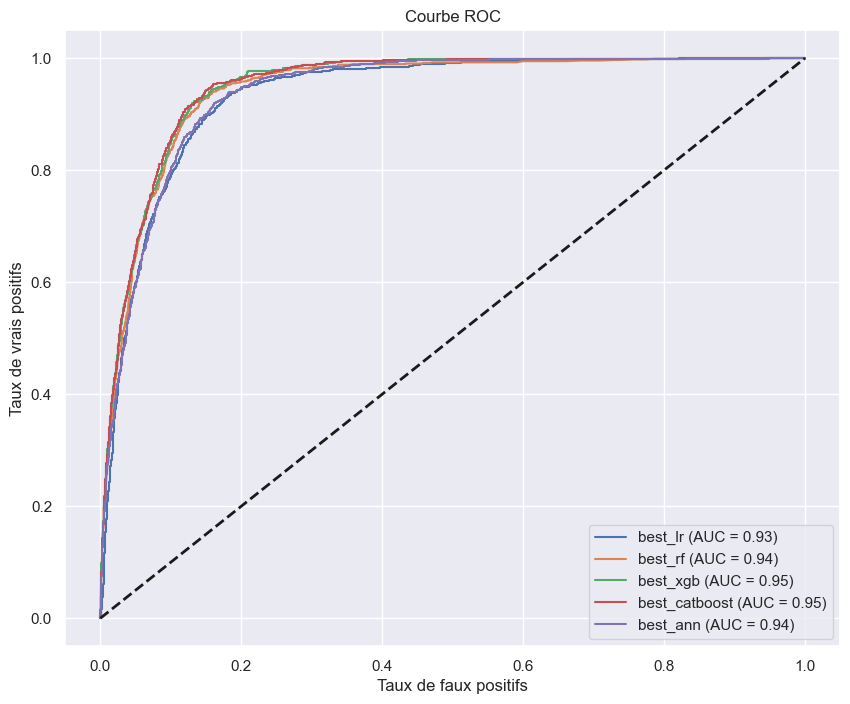 Courbe ROC
1.0
0.8
0.6
0.4
0.2
0.0
Taux de vrais positifs
0.0 0.2 0.4 0.6 0.8 1.0
Taux de faux positifs
best_lr (AUC = 0.93)
best_rf (AUC = 0.94)
best_xgb (AUC = 0.95)
best_catboost (AUC = 0.95)
best_ann (AUC = 0.94)